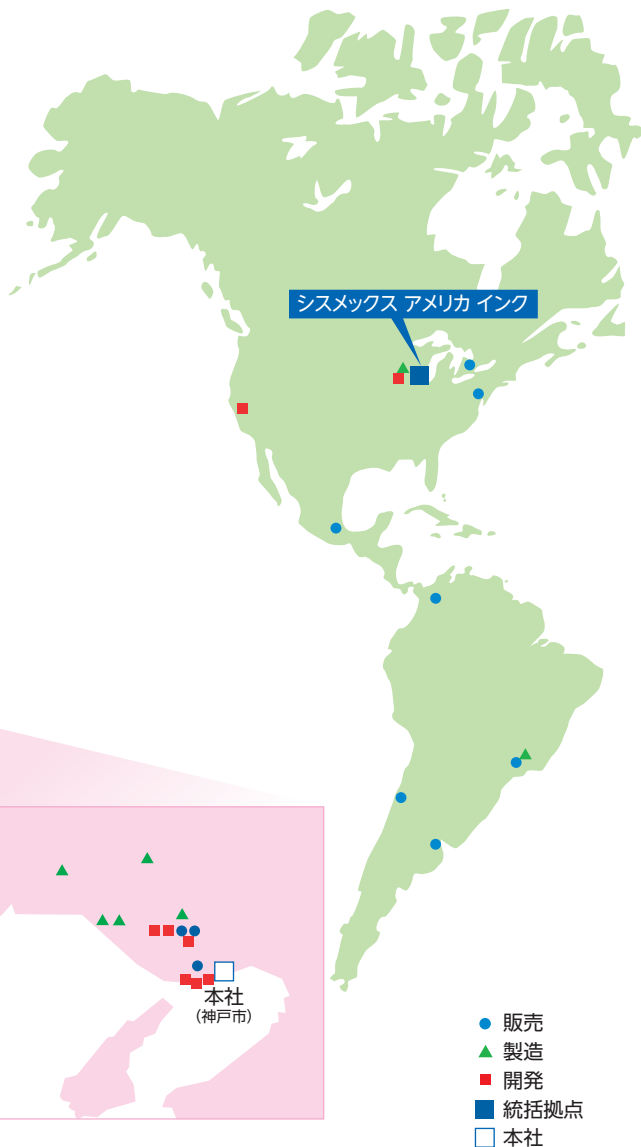 シスメックス アメリカ インク
本社
(神戸市)
販売
製造
開発
統括拠点
本社